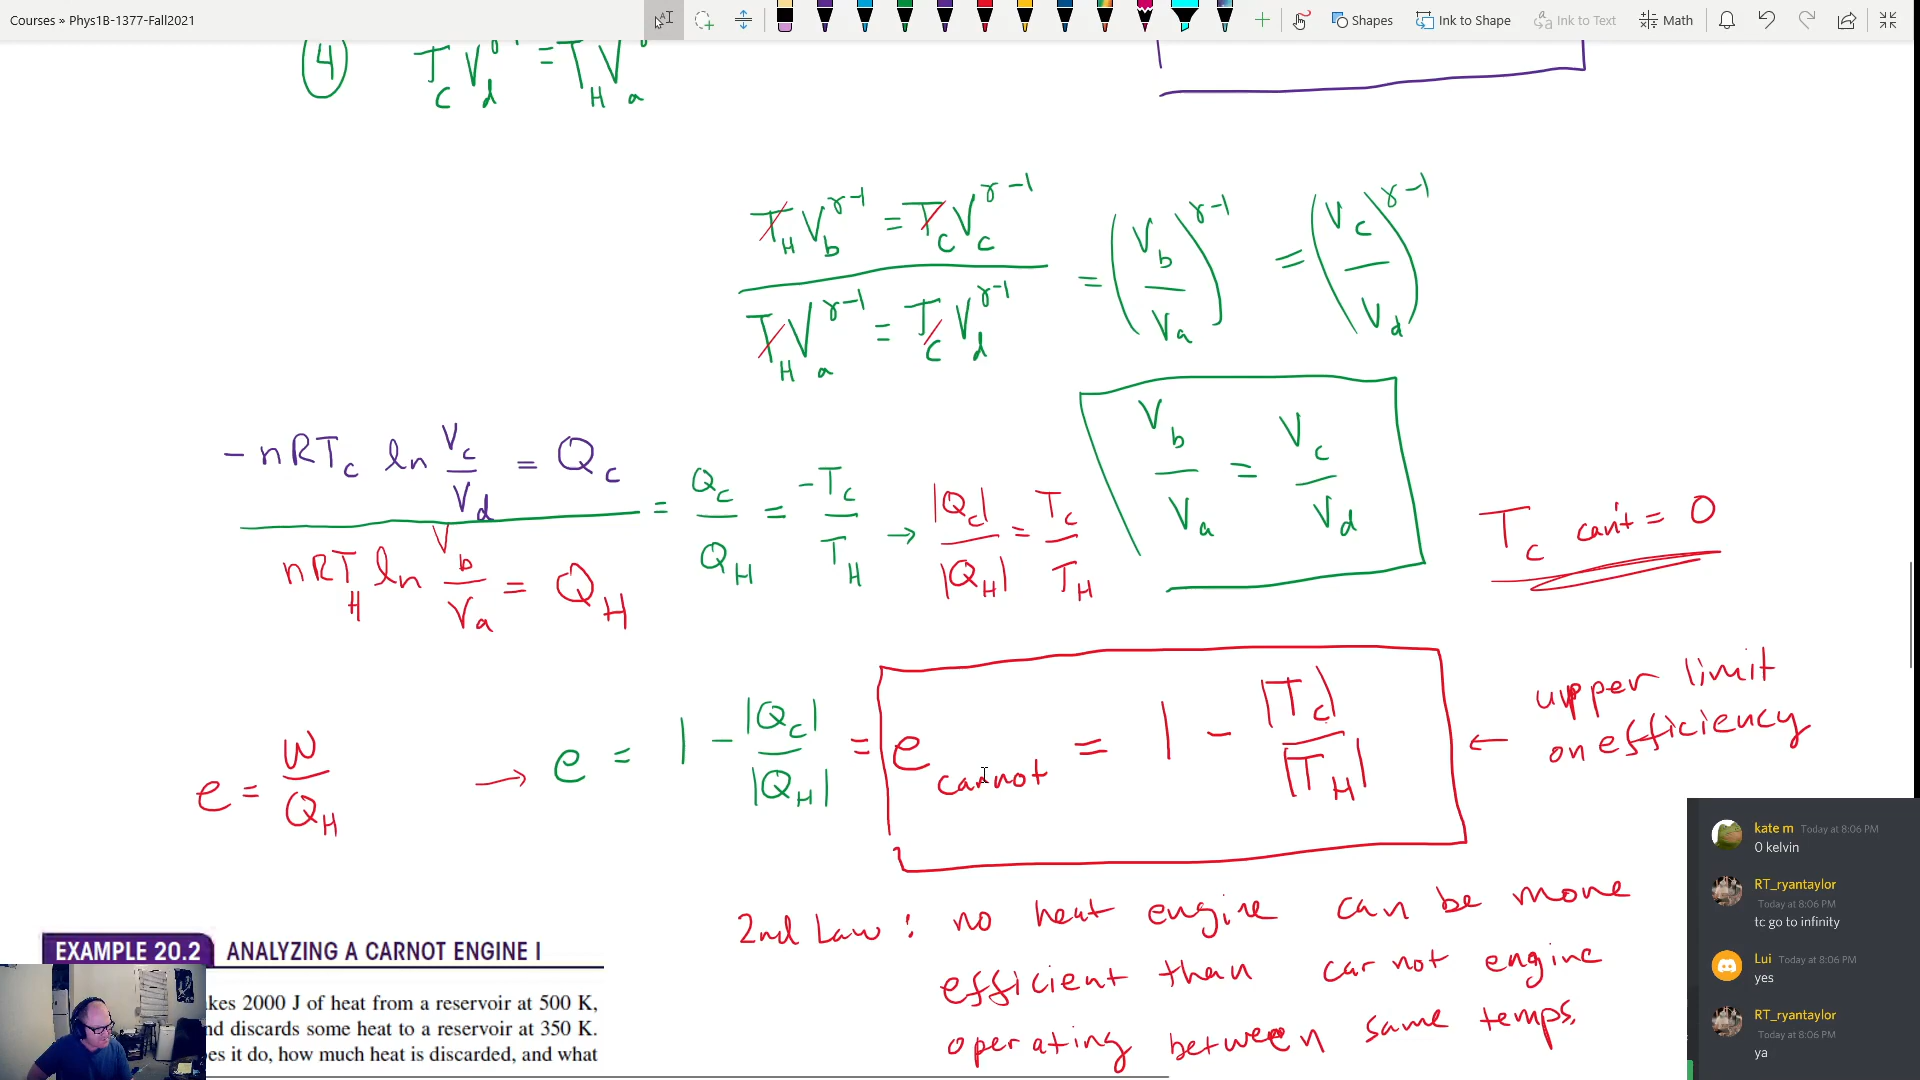 Courses » Phys1B-1377-Fall2021
Shapes Ink to Shape Ink to Text Math
4 T_C V_d = T_H V_a
T_H V_b^γ-1 = T_C V_c^γ-1
T_H V_a^γ-1 = T_C V_d^γ-1
= (V_b / V_a)^γ-1 = (V_c / V_d)^γ-1
V_b / V_a = V_c / V_d
-nRT_C ln V_c / V_d = Q_C
nRT_H ln V_b / V_a = Q_H
= Q_C / Q_H = -T_C / T_H → |Q_C| / |Q_H| = T_C / T_H
T_C can't = 0
e = W / Q_H → e = 1 - |Q_C| / |Q_H| = e_carnot = 1 - |T_C| / |T_H| ← upper limit
on efficiency
2nd Law: no heat engine can be more
efficient than carnot engine
operating between same temps.
EXAMPLE 20.2 ANALYZING A CARNOT ENGINE I
kes 2000 J of heat from a reservoir at 500 K,
nd discards some heat to a reservoir at 350 K.
es it do, how much heat is discarded, and what
kate m Today at 8:06 PM
0 kelvin
RT_ryantaylor
Today at 8:06 PM
tc go to infinity
Lui Today at 8:06 PM
yes
RT_ryantaylor
Today at 8:06 PM
ya